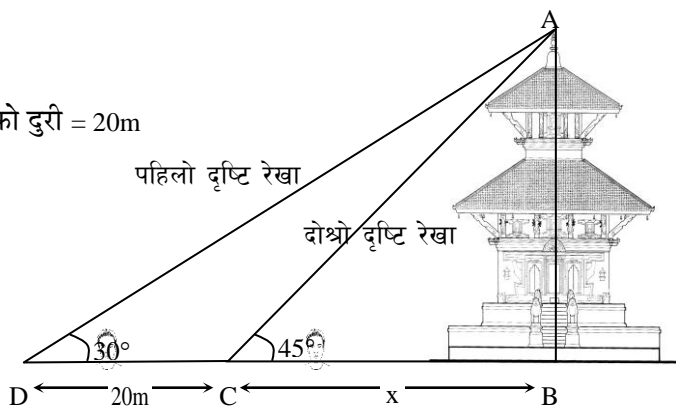 A
को दुरी = 20m
पहिलो दृष्टि रेखा
दोश्रो दृष्टि रेखा
30°
45°
D 20m C x B